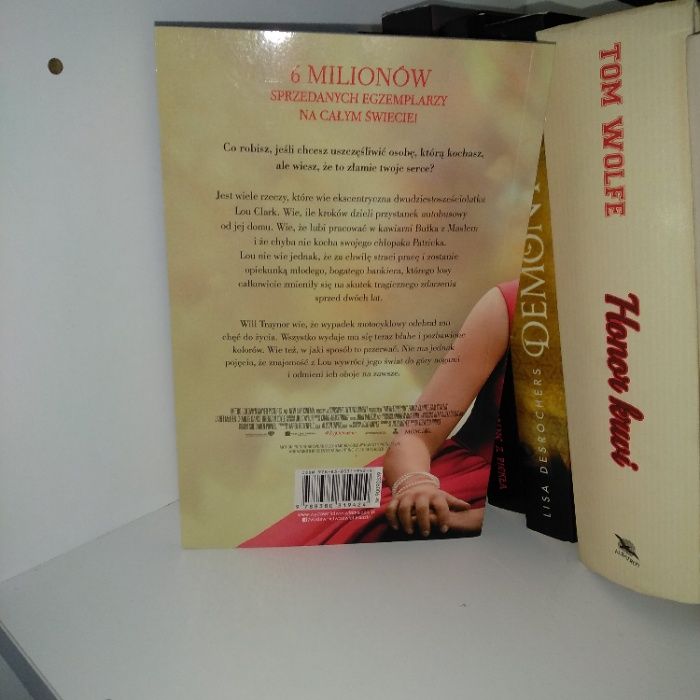 6 MILIONÓW
SPRZEDANYCH EGZEMPLARZY
NA CAŁYM ŚWIECIE!
Co robisz, jeśli chcesz uszczęśliwić osobę, którą kochasz,
ale wiesz, że to złamie twoje serce?
Jest wiele rzeczy, które wie ekscentryczna dwudziestosześciolatka
Lou Clark. Wie, ile kroków dzieli przystanek autobusowy
od jej domu. Wie, że lubi pracować w kawiarni Bułka z Masłem
i że chyba nie kocha swojego chłopaka Patricka.
Lou nie wie jednak, że za chwilę straci pracę i zostanie
opiekunką młodego, bogatego bankiera, którego losy
całkowicie zmieniły się na skutek tragicznego zdarzenia
sprzed dwóch lat.
Will Traynor wie, że wypadek motocyklowy odebrał mu
chęć do życia. Wszystko wydaje mu się teraz błahe i pozbawione
kolorów. Wie też, w jaki sposób to przerwać. Nie ma jednak
pojęcia, że znajomość z Lou wywróci jego świat do góry nogami
i odmieni ich oboje na zawsze.
DEMON
LISA DESROCHERS
TOM WOLFE
Honor krwi
ALBATROS